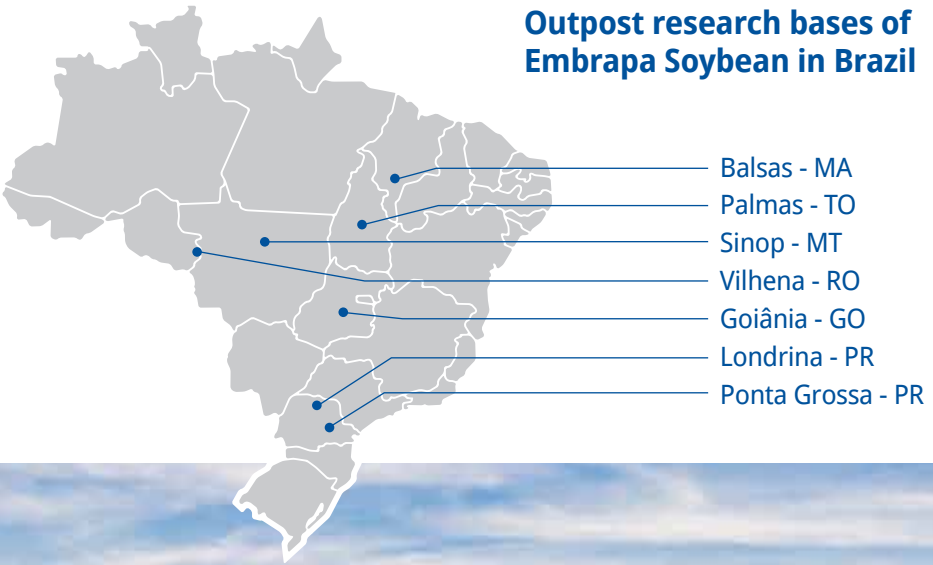 Outpost research bases of
Embrapa Soybean in Brazil
Balsas - MA
Palmas - TO
Sinop - MT
Vilhena - RO
Goiânia - GO
Londrina - PR
Ponta Grossa - PR